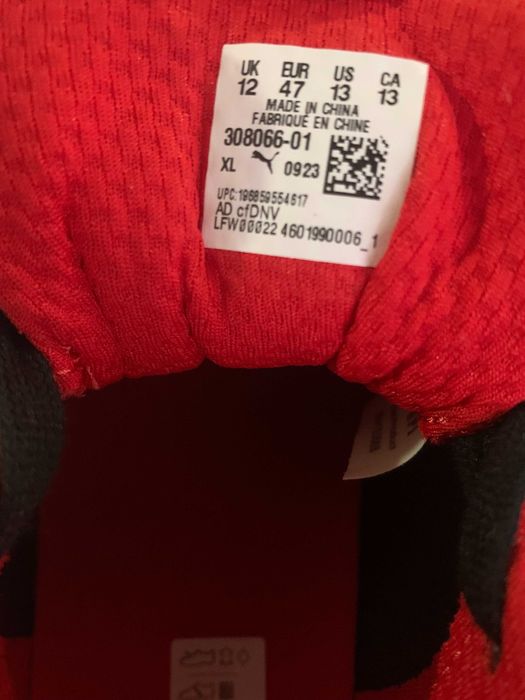 UK EUR US CA
12 47 13 13
MADE IN CHINA
FABRIQUÉ EN CHINE
308066-01
XL 0923
UPC:196859554617
AD cfDNV
LFW00022 4601990006_1